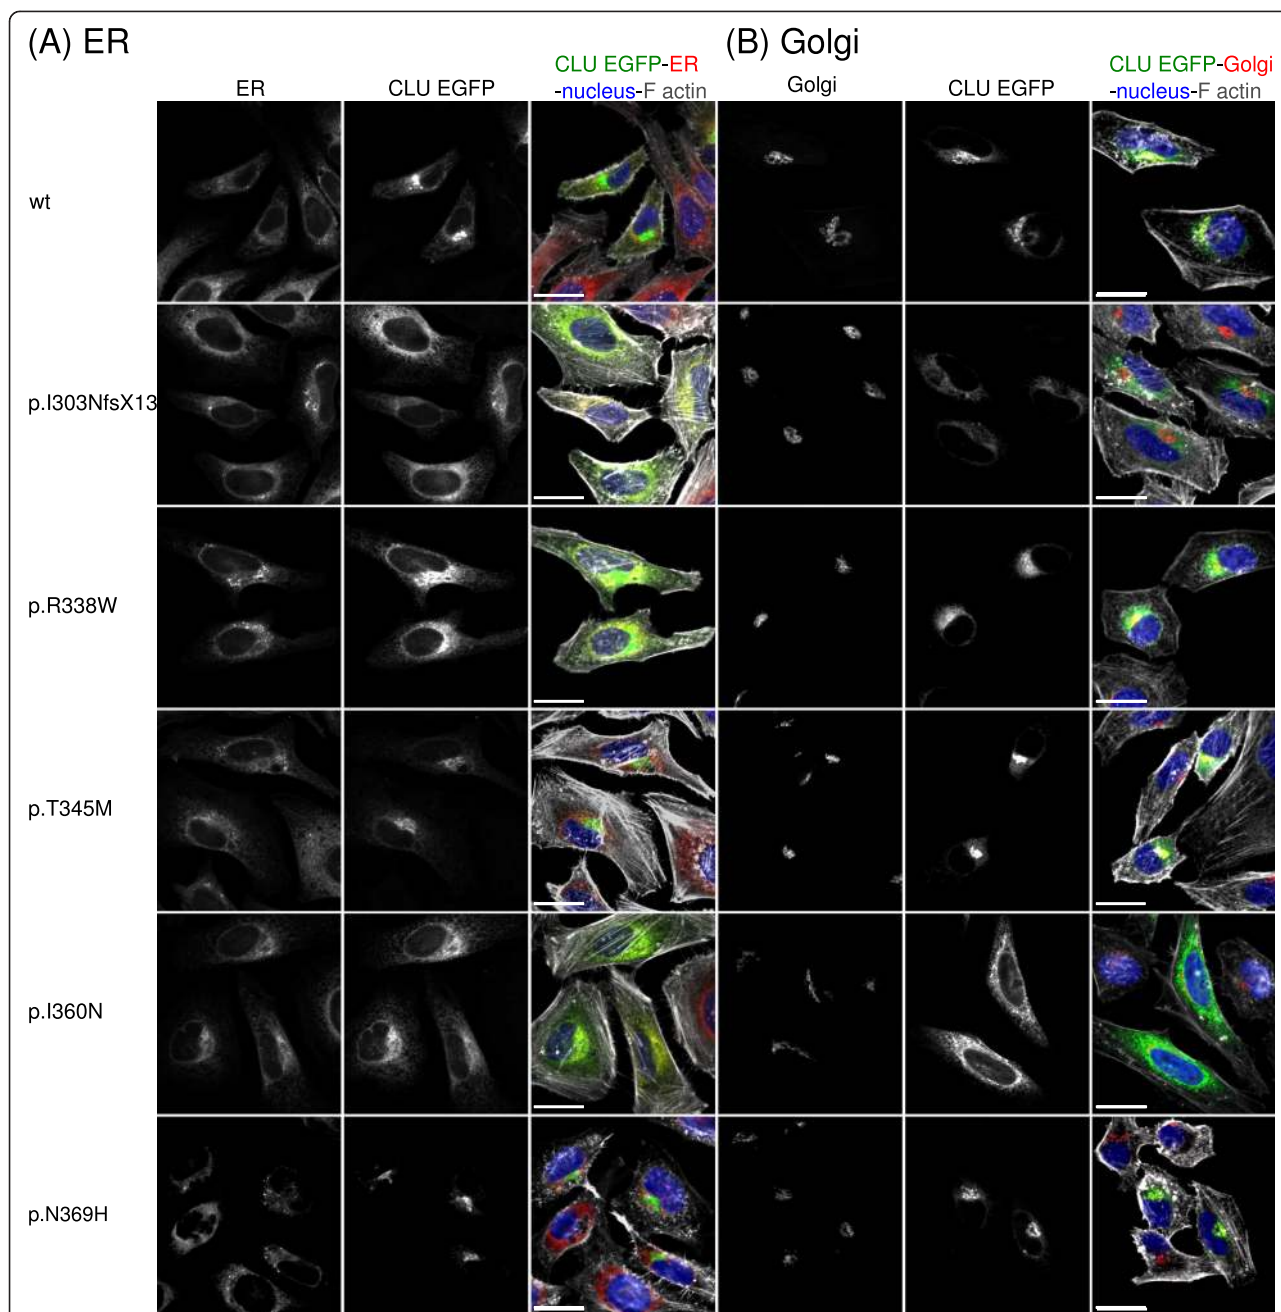 (A) ER
(B) Golgi
ER
CLU EGFP
CLU EGFP-ER
-nucleus-F actin
Golgi
CLU EGFP
CLU EGFP-Golgi
-nucleus-F actin
wt
p.I303NfsX13
p.R338W
p.T345M
p.I360N
p.N369H